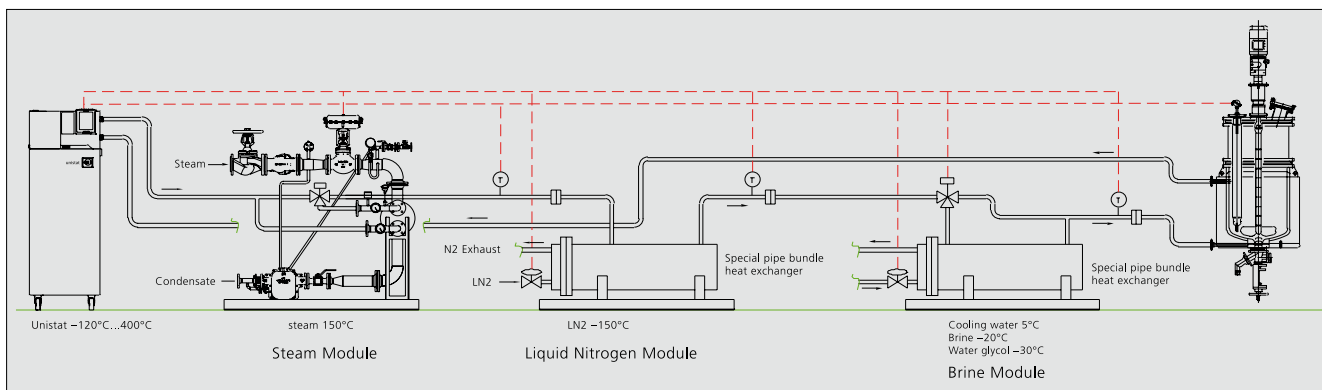 unistat
Steam
Condensate
T
N2 Exhaust
LN2
Special pipe bundle
heat exchanger
T
Special pipe bundle
heat exchanger
T
Unistat –120°C...400°C
steam 150°C
Steam Module
LN2 –150°C
Liquid Nitrogen Module
Cooling water 5°C
Brine –20°C
Water glycol –30°C
Brine Module